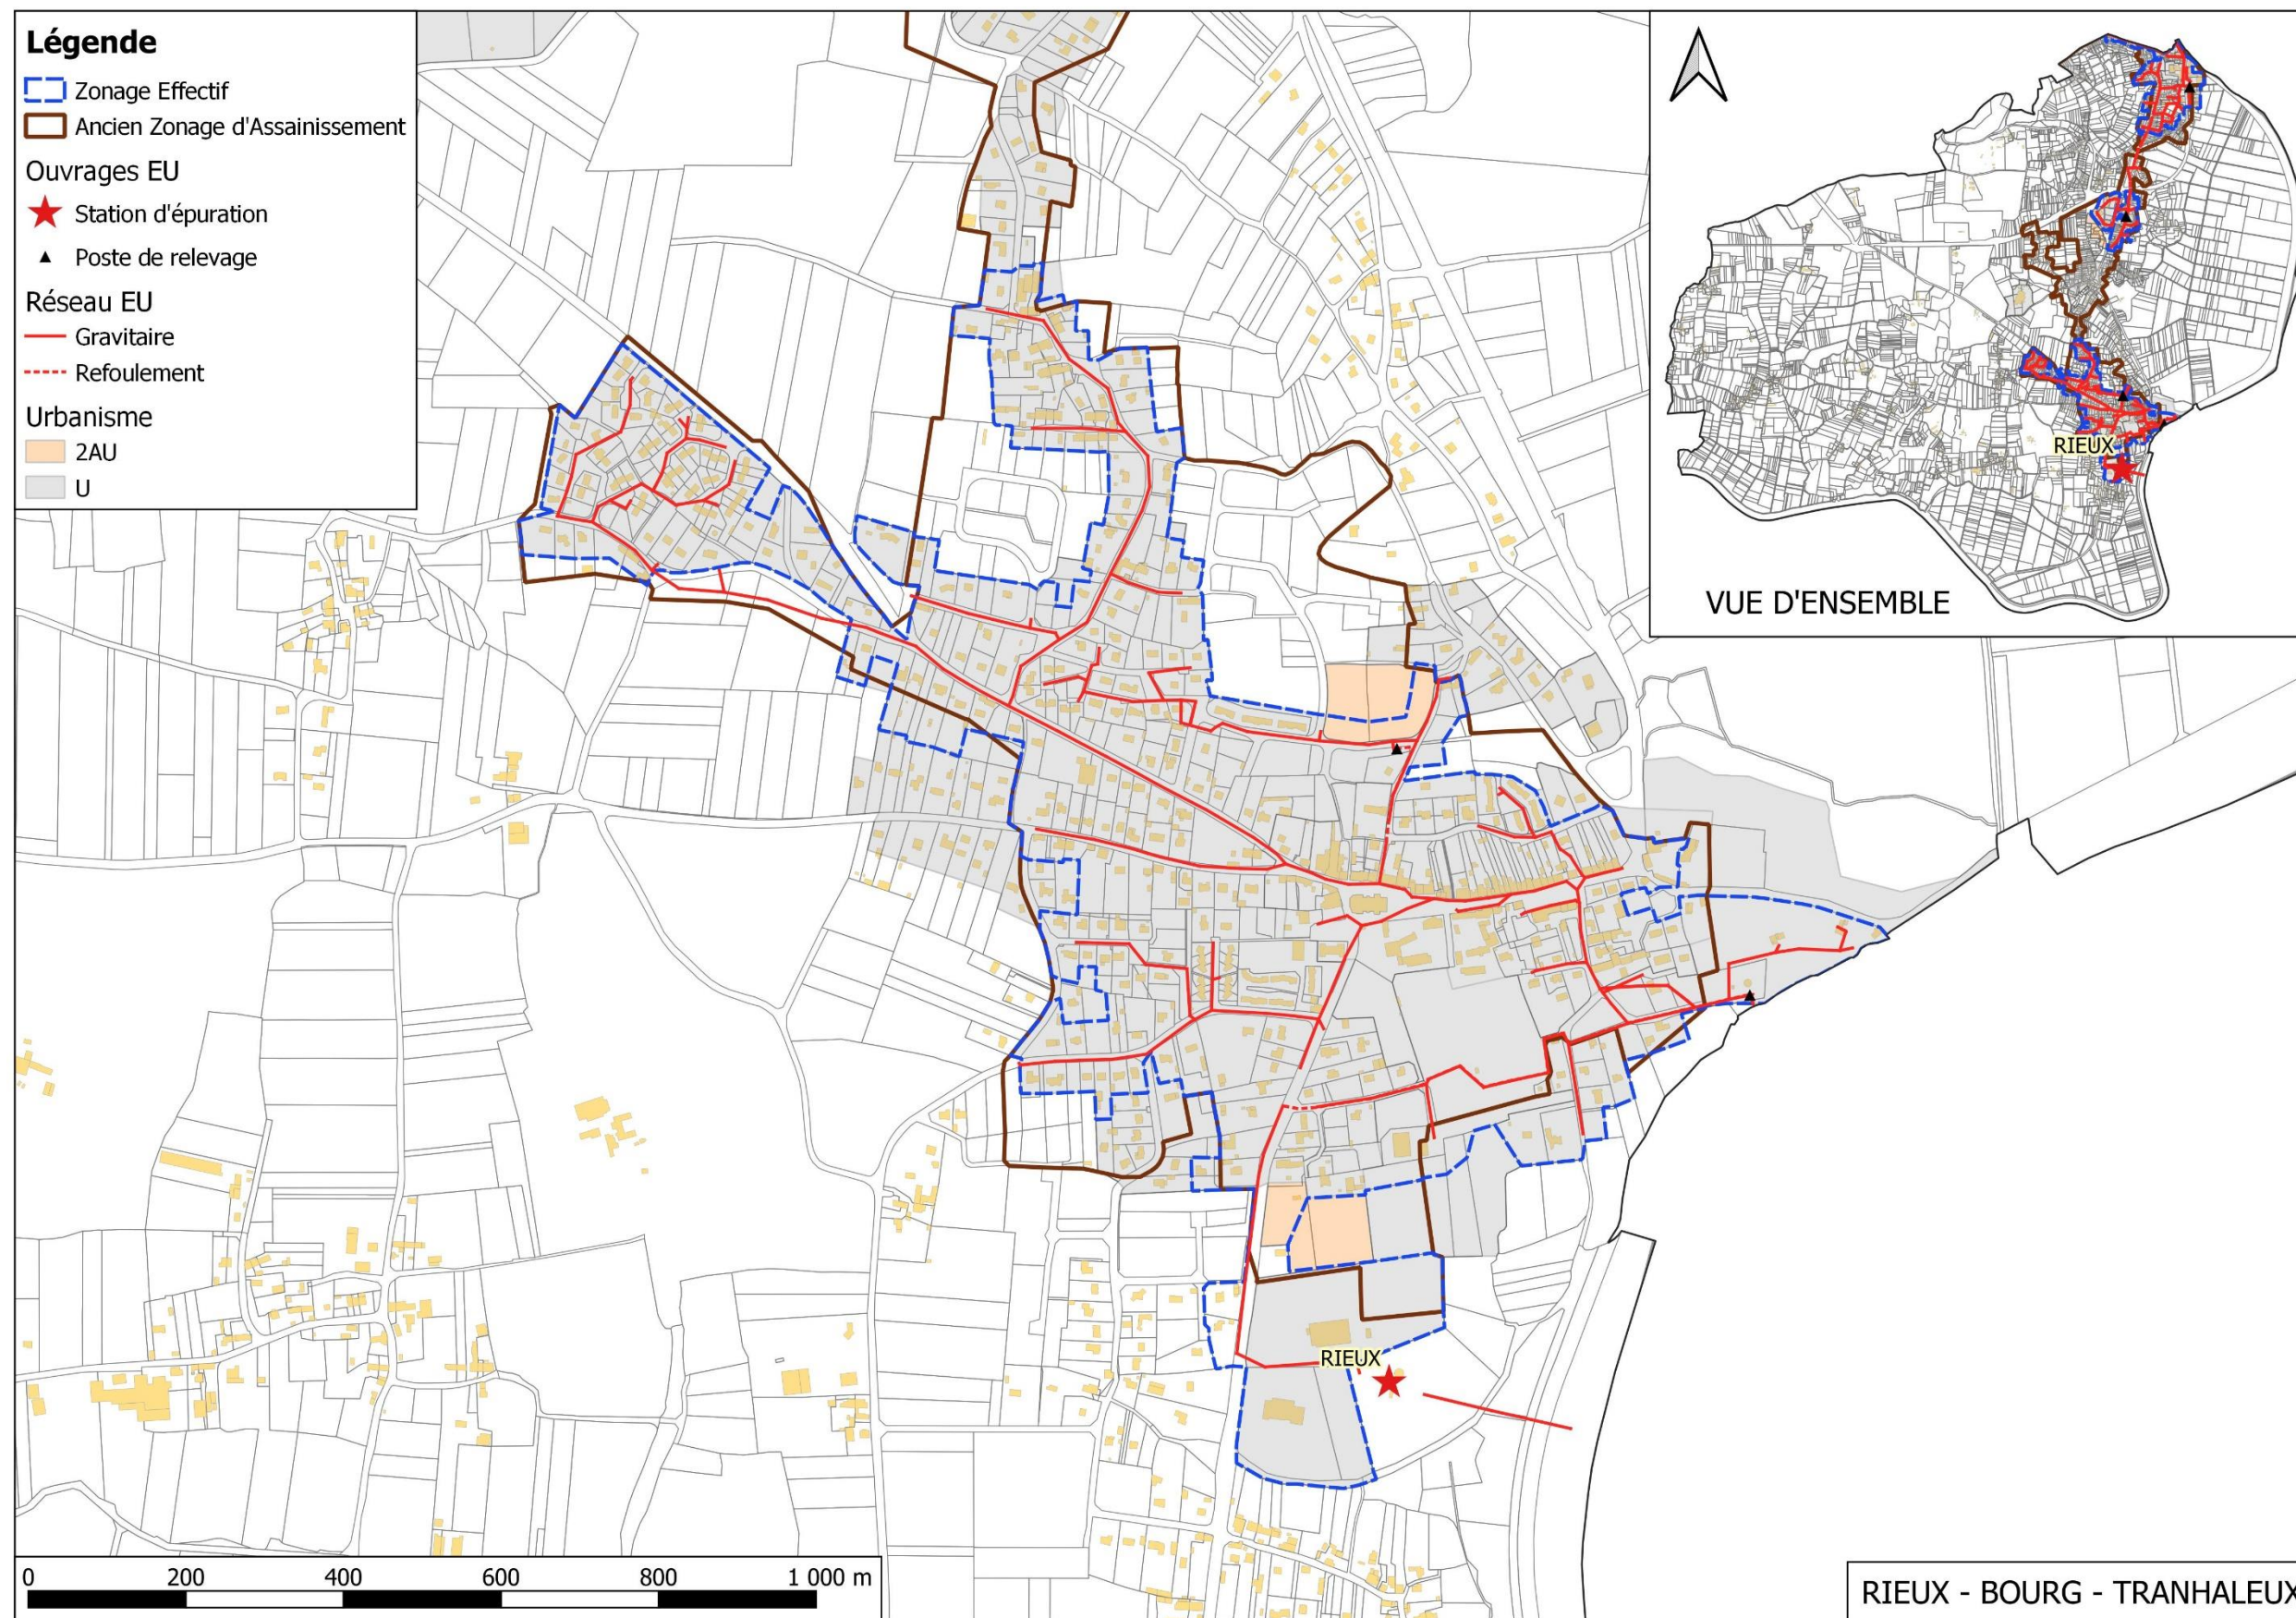 Légende
Zonage Effectif
Ancien Zonage d'Assainissement
Ouvrages EU
Station d'épuration
Poste de relevage
Réseau EU
Gravitaire
Refoulement
Urbanisme
2AU
U
RIEUX
VUE D'ENSEMBLE
RIEUX
0 200 400 600 800 1 000 m
RIEUX - BOURG - TRANHALEUX